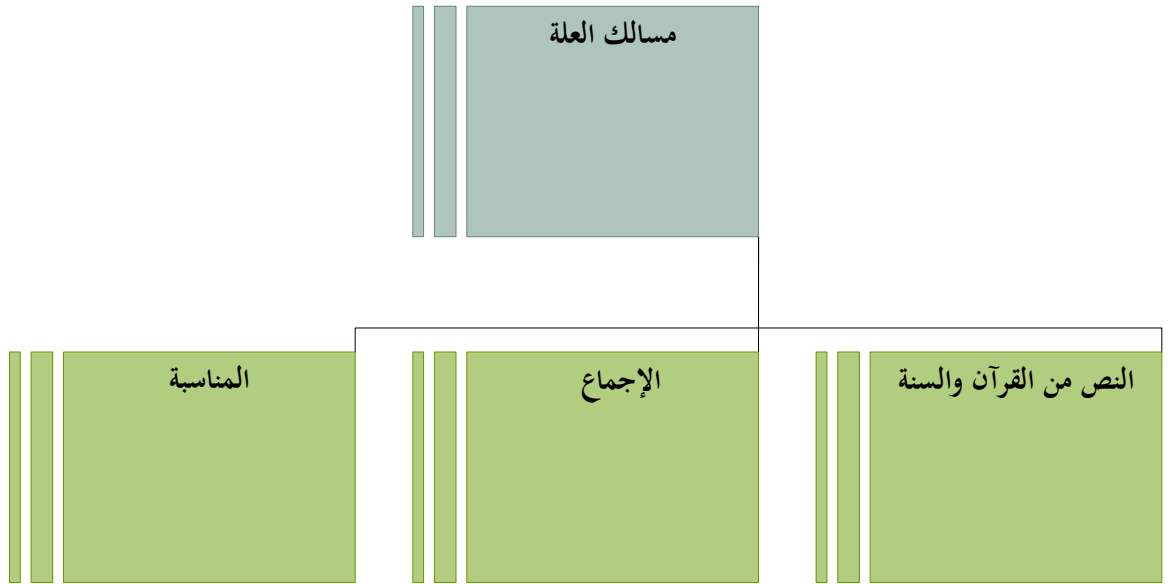 مسالك العلة
النص من القرآن والسنة
الإجماع
المناسبة